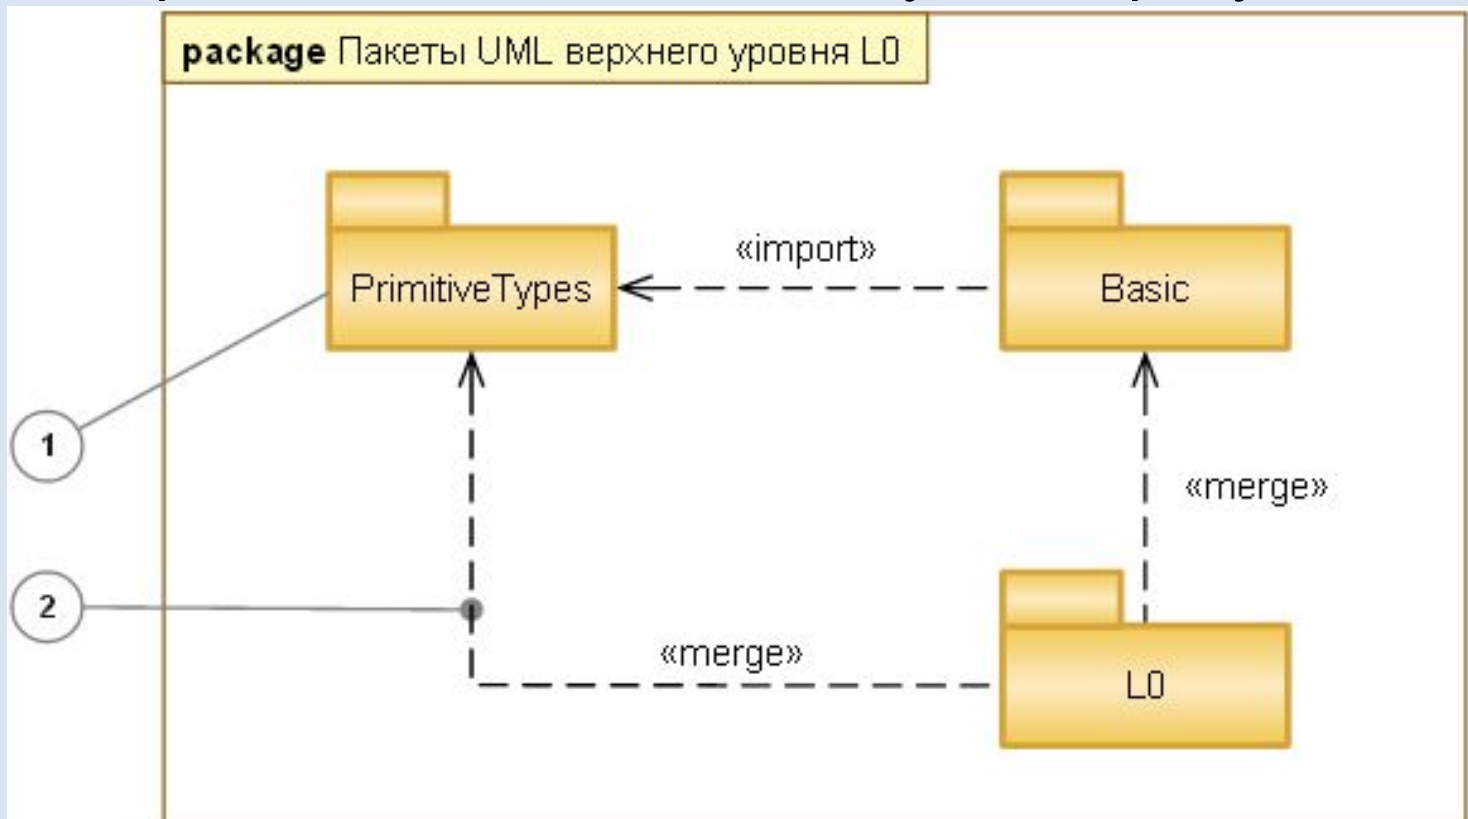 package Пакеты UML верхнего уровня L0
«import»
PrimitiveTypes
Basic
1
«merge»
2
«merge»
L0